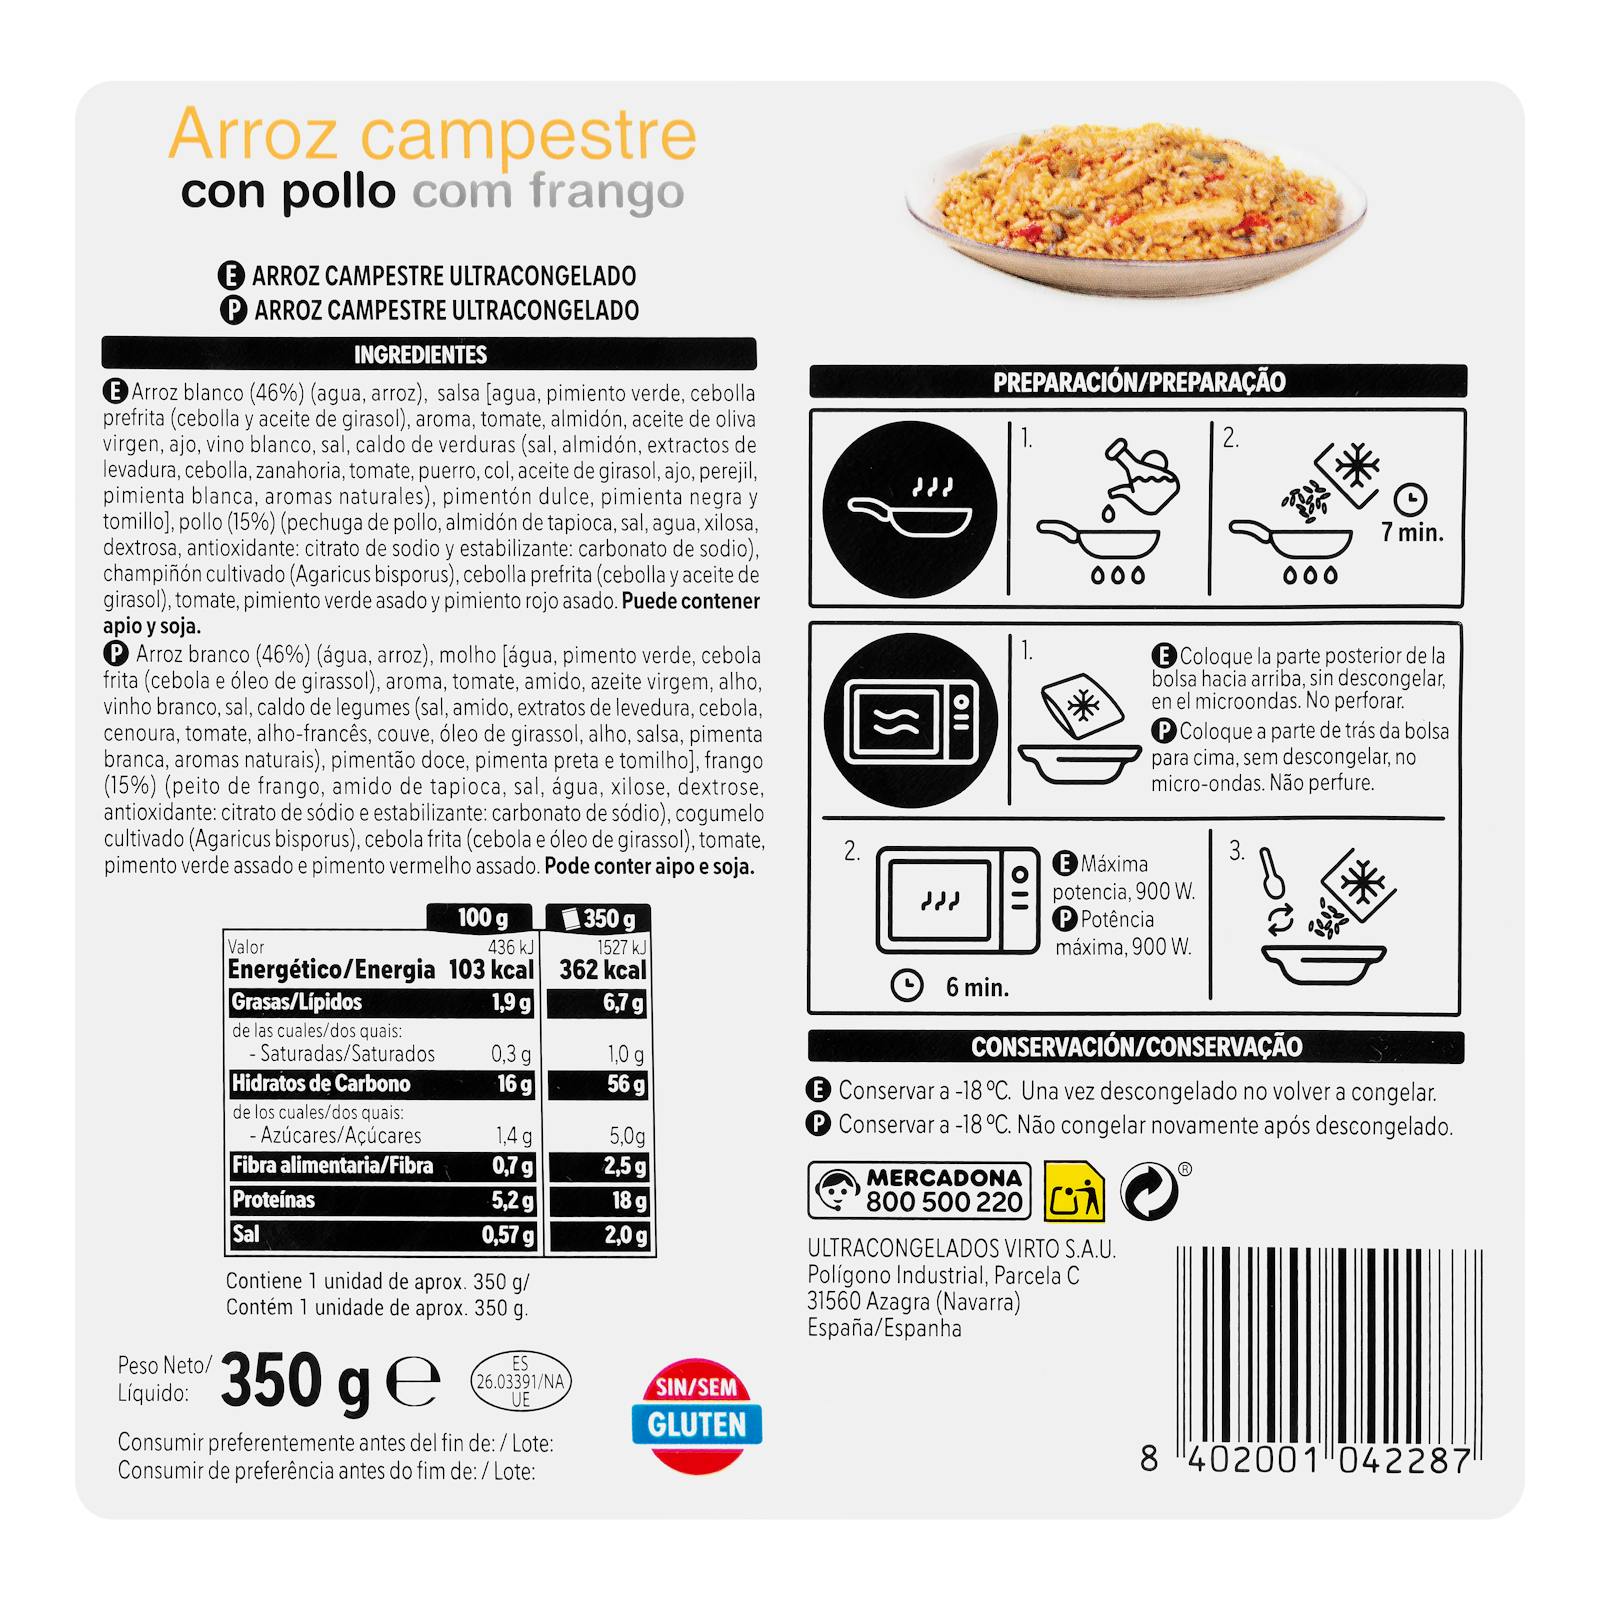 Arroz campestre
con pollo com frango
E ARROZ CAMPESTRE ULTRACONGELADO
P ARROZ CAMPESTRE ULTRACONGELADO
INGREDIENTES
E Arroz blanco (46%) (agua, arroz), salsa [agua, pimiento verde, cebolla
prefrita (cebolla y aceite de girasol), aroma, tomate, almidón, aceite de oliva
virgen, ajo, vino blanco, sal, caldo de verduras (sal, almidón, extractos de
levadura, cebolla, zanahoria, tomate, puerro, col, aceite de girasol, ajo, perejil,
pimienta blanca, aromas naturales), pimentón dulce, pimienta negra y
tomillo], pollo (15%) (pechuga de pollo, almidón de tapioca, sal, agua, xilosa,
dextrosa, antioxidante: citrato de sodio y estabilizante: carbonato de sodio),
champiñón cultivado (Agaricus bisporus), cebolla prefrita (cebolla y aceite de
girasol), tomate, pimiento verde asado y pimiento rojo asado. Puede contener
apio y soja.
P Arroz branco (46%) (água, arroz), molho [água, pimento verde, cebola
frita (cebola e óleo de girassol), aroma, tomate, amido, azeite virgem, alho,
vinho branco, sal, caldo de legumes (sal, amido, extratos de levedura, cebola,
cenoura, tomate, alho-francês, couve, óleo de girassol, alho, salsa, pimenta
branca, aromas naturais), pimentão doce, pimenta preta e tomilho], frango
(15%) (peito de frango, amido de tapioca, sal, água, xilose, dextrose,
antioxidante: citrato de sódio e estabilizante: carbonato de sódio), cogumelo
cultivado (Agaricus bisporus), cebola frita (cebola e óleo de girassol), tomate,
pimento verde assado e pimento vermelho assado. Pode conter aipo e soja.
100 g 350 g
Valor 436 kJ 1527 kJ
Energético/Energia 103 kcal 362 kcal
Grasas/Lípidos 1,9 g 6,7 g
de las cuales/dos quais:
- Saturadas/Saturados 0,3 g 1,0 g
Hidratos de Carbono 16 g 56 g
de los cuales/dos quais:
- Azúcares/Açúcares 1,4 g 5,0g
Fibra alimentaria/Fibra 0,7 g 2,5 g
Proteínas 5,2 g 18 g
Sal 0,57 g 2,0 g
Contiene 1 unidad de aprox. 350 g/
Contém 1 unidade de aprox. 350 g.
Peso Neto/
Líquido:
350 g e
ES
26.03391/NA
UE
SIN/SEM
GLUTEN
Consumir preferentemente antes del fin de: / Lote:
Consumir de preferência antes do fim de: / Lote:
PREPARACIÓN/PREPARAÇÃO
1.
2.
7 min.
1.
E Coloque la parte posterior de la
bolsa hacia arriba, sin descongelar,
en el microondas. No perforar.
P Coloque a parte de trás da bolsa
para cima, sem descongelar, no
micro-ondas. Não perfure.
2.
E Máxima
potencia, 900 W.
P Potência
máxima, 900 W.
6 min.
3.
CONSERVACIÓN/CONSERVAÇÃO
E Conservar a -18 ºC. Una vez descongelado no volver a congelar.
P Conservar a -18 ºC. Não congelar novamente após descongelado.
MERCADONA
800 500 220
®
ULTRACONGELADOS VIRTO S.A.U.
Polígono Industrial, Parcela C
31560 Azagra (Navarra)
España/Espanha
8 402001 042287